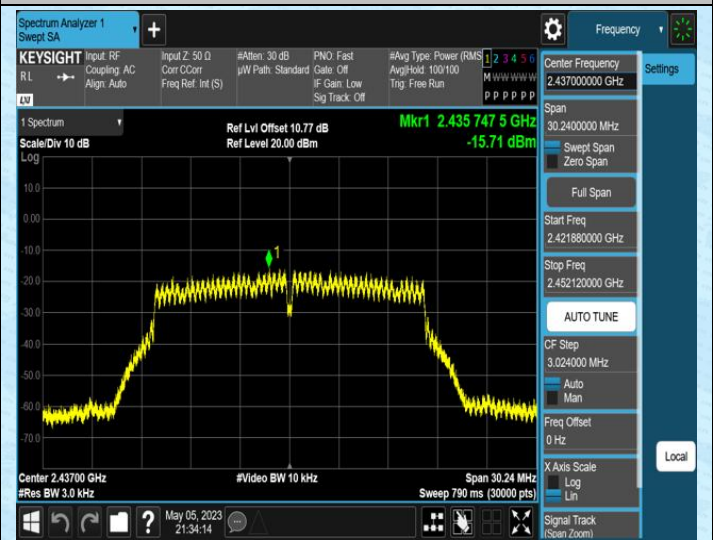 Spectrum Analyzer 1
Swept SA
+
Frequency
KEYSIGHT
RL
LXI
Input: RF
Coupling: AC
Align: Auto
Input Z: 50 Ω
Corr CCorr
Freq Ref: Int (S)
#Atten: 30 dB
µW Path: Standard
PNO: Fast
Gate: Off
IF Gain: Low
Sig Track: Off
#Avg Type: Power (RMS
Avg|Hold: 100/100
Trig: Free Run
1 2 3 4 5 6
M W W W W W
P P P P P P
Center Frequency
2.437000000 GHz
Settings
Span
30.2400000 MHz
Swept Span
Zero Span
Full Span
Start Freq
2.421880000 GHz
Stop Freq
2.452120000 GHz
AUTO TUNE
CF Step
3.024000 MHz
Auto
Man
Freq Offset
0 Hz
X Axis Scale
Log
Lin
Local
Signal Track
(Span Zoom)
1 Spectrum
Scale/Div 10 dB
Log
Ref Lvl Offset 10.77 dB
Ref Level 20.00 dBm
Mkr1 2.435 747 5 GHz
-15.71 dBm
10.0
0.00
-10.0
-20.0
-30.0
-40.0
-50.0
-60.0
-70.0
1
Center 2.43700 GHz
#Res BW 3.0 kHz
#Video BW 10 kHz
Span 30.24 MHz
Sweep 790 ms (30000 pts)
?
May 05, 2023
21:34:14